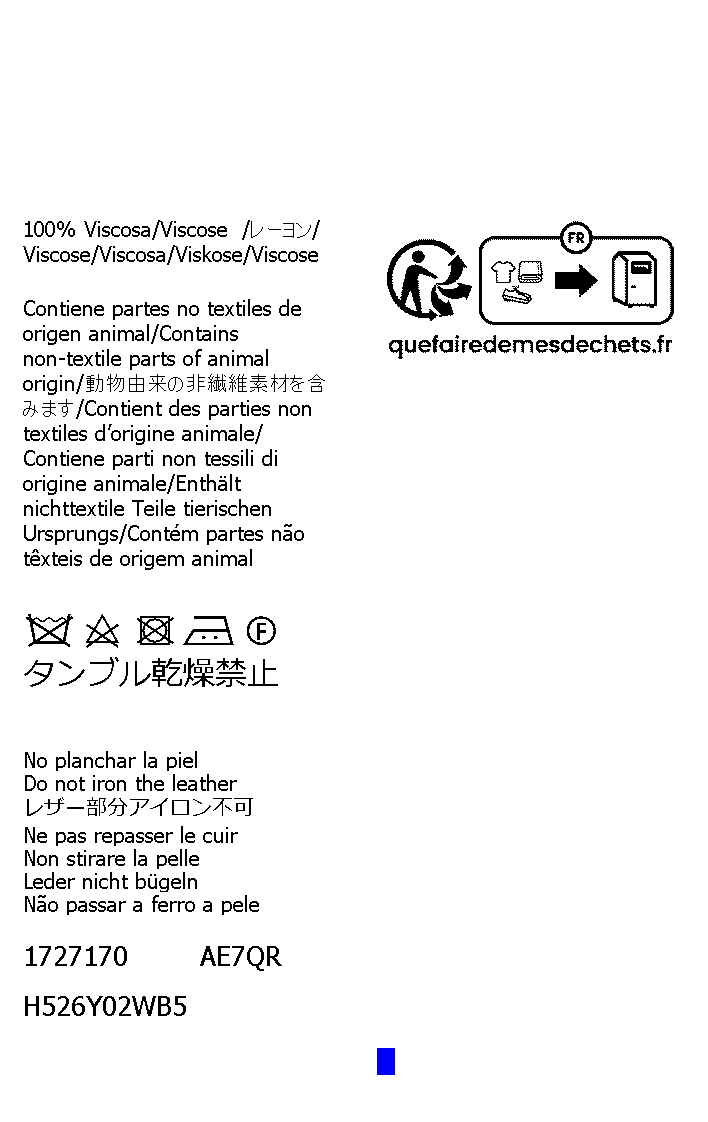 100% Viscosa/Viscose /レーヨン/
Viscose/Viscosa/Viskose/Viscose
Contiene partes no textiles de
origen animal/Contains
non-textile parts of animal
origin/動物由来の非繊維素材を含
みます/Contient des parties non
textiles d’origine animale/
Contiene parti non tessili di
origine animale/Enthält
nichttextile Teile tierischen
Ursprungs/Contém partes não
têxteis de origem animal
F
タンブル乾燥禁止
No planchar la piel
Do not iron the leather
レザー部分アイロン不可
Ne pas repasser le cuir
Non stirare la pelle
Leder nicht bügeln
Não passar a ferro a pele
1727170 AE7QR
H526Y02WB5
FR
quefairedemesdechets.fr